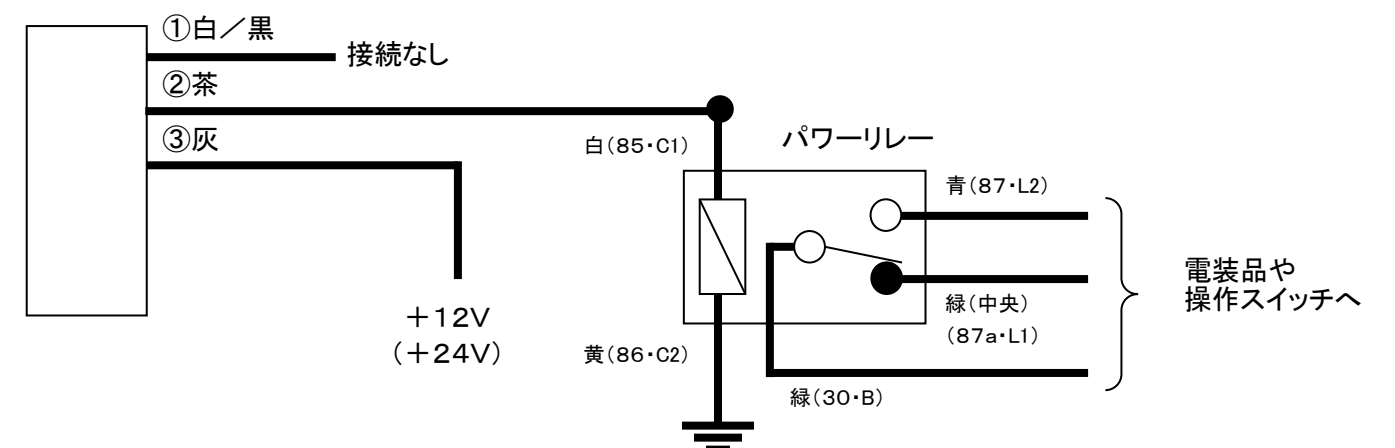 ①白／黒
接続なし
②茶
③灰
白（85・C1）
パワーリレー
青（87・L2）
電装品や
操作スイッチへ
緑（中央）
（87a・L1）
＋12V
（＋24V）
黄（86・C2）
緑（30・B）